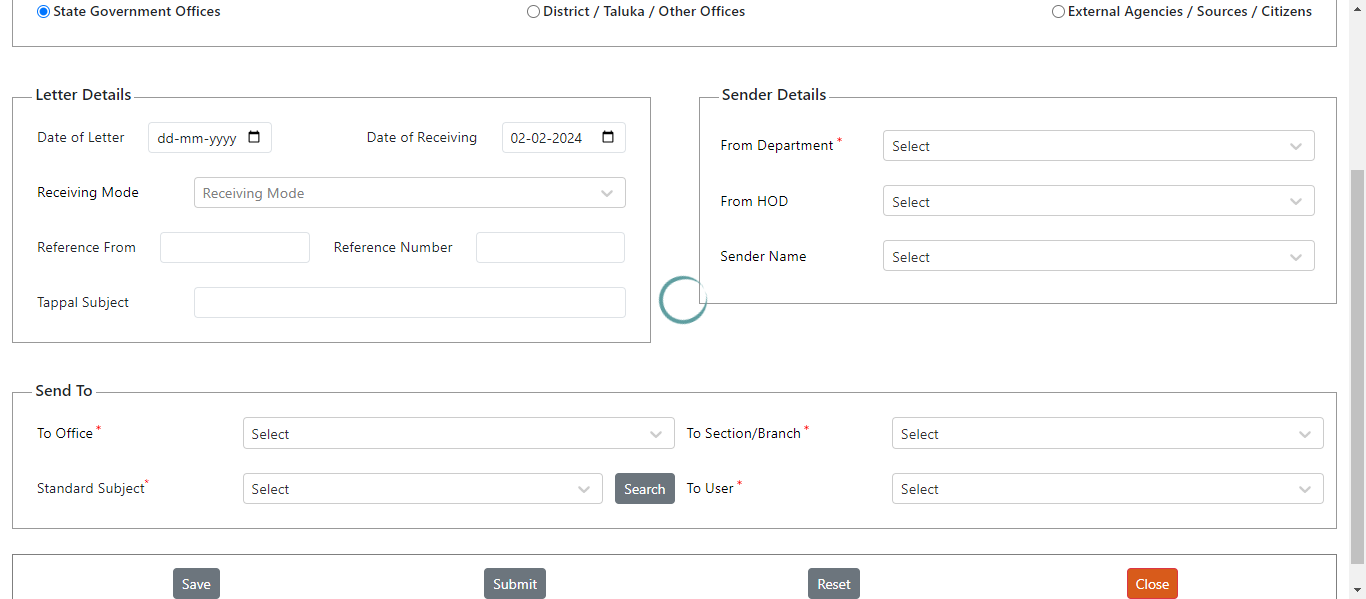 State Government Offices District / Taluka / Other Offices External Agencies / Sources / Citizens
Letter Details
Date of Letter dd-mm-yyyy Date of Receiving 02-02-2024
Receiving Mode Receiving Mode
Reference From Reference Number
Tappal Subject
Sender Details
From Department * Select
From HOD Select
Sender Name Select
Send To
To Office * Select To Section/Branch * Select
Standard Subject * Select Search To User * Select
Save Submit Reset Close